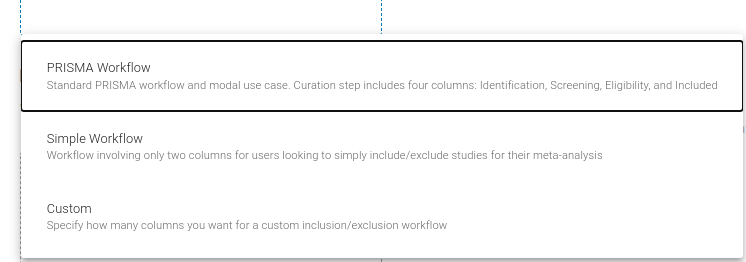 PRISMA Workflow
Standard PRISMA workflow and modal use case. Curation step includes four columns: Identification, Screening, Eligibility, and Included
Simple Workflow
Workflow involving only two columns for users looking to simply include/exclude studies for their meta-analysis
Custom
Specify how many columns you want for a custom inclusion/exclusion workflow